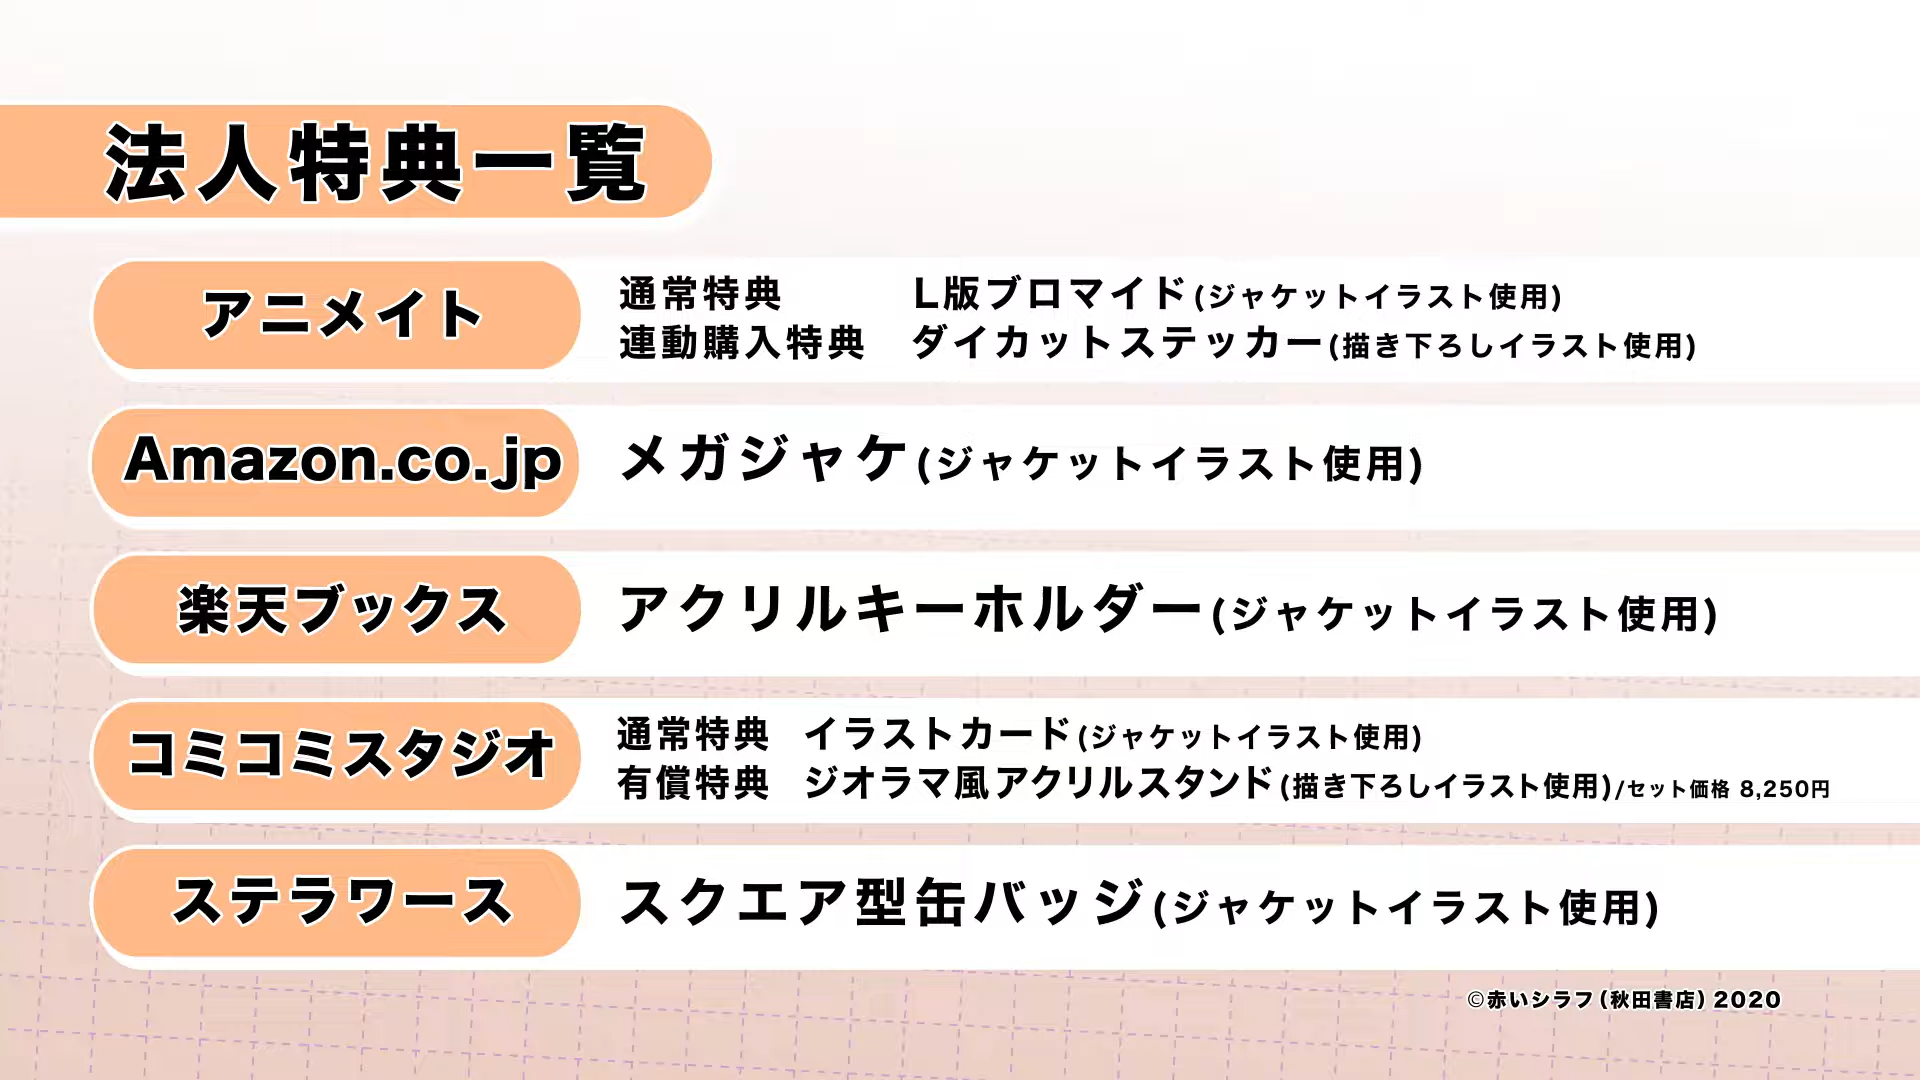 法人特典一覧
アニメイト
通常特典 L版ブロマイド(ジャケットイラスト使用)
連動購入特典 ダイカットステッカー(描き下ろしイラスト使用)
Amazon.co.jp
メガジャケ(ジャケットイラスト使用)
楽天ブックス
アクリルキーホルダー(ジャケットイラスト使用)
コミコミスタジオ
通常特典 イラストカード(ジャケットイラスト使用)
有償特典 ジオラマ風アクリルスタンド(描き下ろしイラスト使用)/セット価格 8,250円
ステラワース
スクエア型缶バッジ(ジャケットイラスト使用)
©赤いシラフ(秋田書店)2020